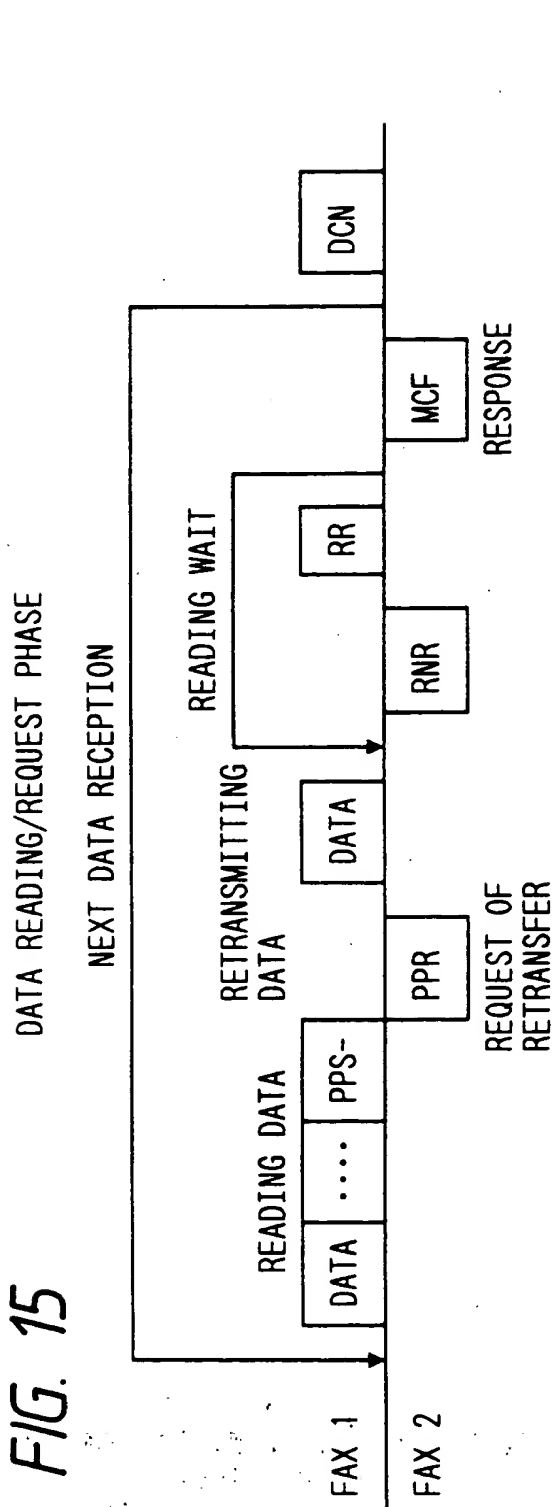 FIG. 15
DATA READING/REQUEST PHASE
NEXT DATA RECEPTION
READING DATA
RETRANSMITTING
DATA
READING WAIT
FAX 1
DATA
....
PPS-
DATA
RR
DCN
FAX 2
PPR
RNR
MCF
REQUEST OF
RETRANSFER
RESPONSE